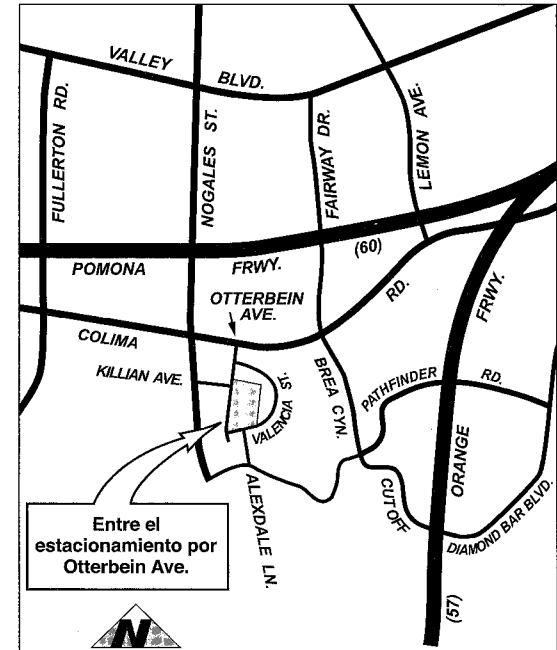 VALLEY BLVD.
FULLERTON RD.
NOGALES ST.
FAIRWAY DR.
LEMON AVE.
POMONA FRWY.
(60)
OTTERBEIN
AVE.
COLIMA RD.
FRWY.
KILLIAN AVE.
VALENCIA ST.
BREA CYN.
PATHFINDER RD.
ORANGE
CUT OFF
DIAMOND BAR BLVD.
ALEXDALE LN.
Entre el
estacionamiento por
Otterbein Ave.
(57)
N